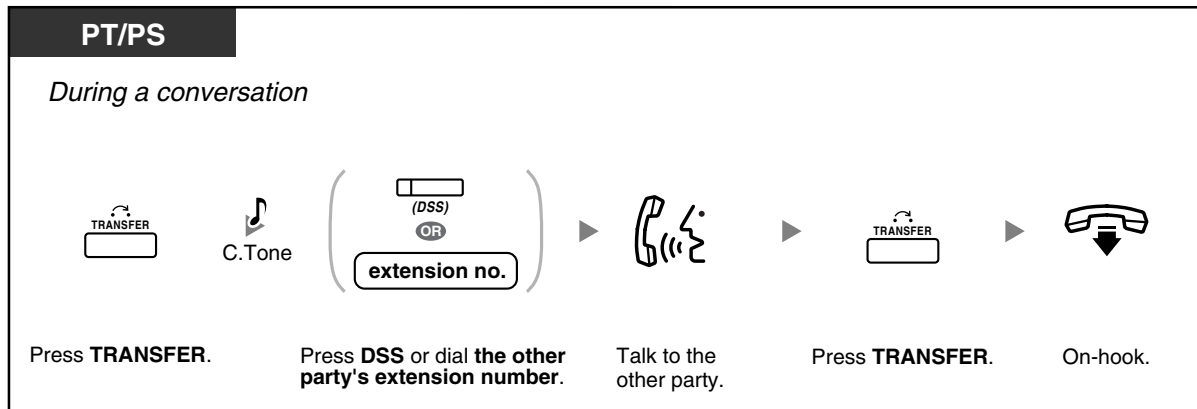 PT/PS
During a conversation
TRANSFER
C.Tone
(DSS)
OR
extension no.
TRANSFER
Press TRANSFER.
Press DSS or dial the other
party's extension number.
Talk to the
other party.
Press TRANSFER.
On-hook.